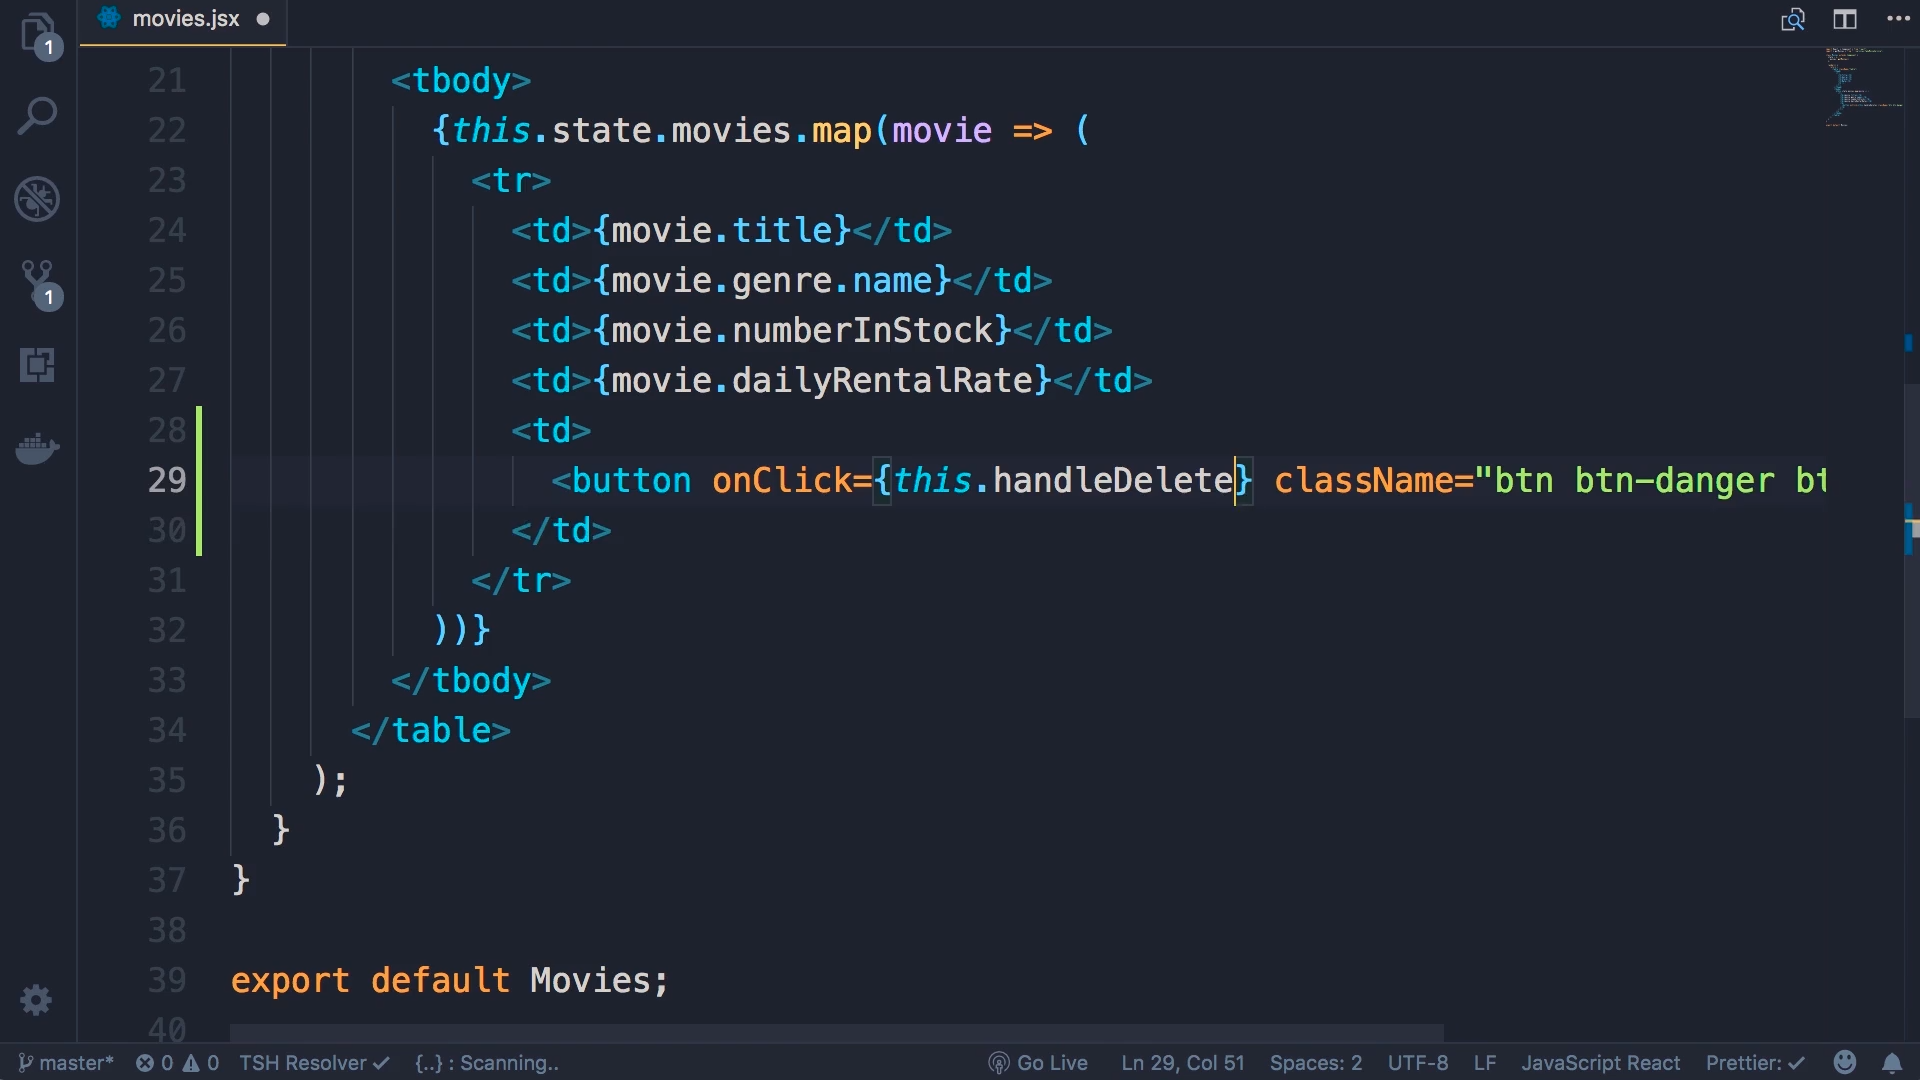 movies.jsx
1
1
21 <tbody>
22 {this.state.movies.map(movie => (
23 <tr>
24 <td>{movie.title}</td>
25 <td>{movie.genre.name}</td>
26 <td>{movie.numberInStock}</td>
27 <td>{movie.dailyRentalRate}</td>
28 <td>
29 <button onClick={this.handleDelete} className="btn btn-danger bt
30 </td>
31 </tr>
32 ))}
33 </tbody>
34 </table>
35 );
36 }
37 }
38
39 export default Movies;
40
master* 0 0 TSH Resolver ✓ {..} : Scanning.. Go Live Ln 29, Col 51 Spaces: 2 UTF-8 LF JavaScript React Prettier: ✓